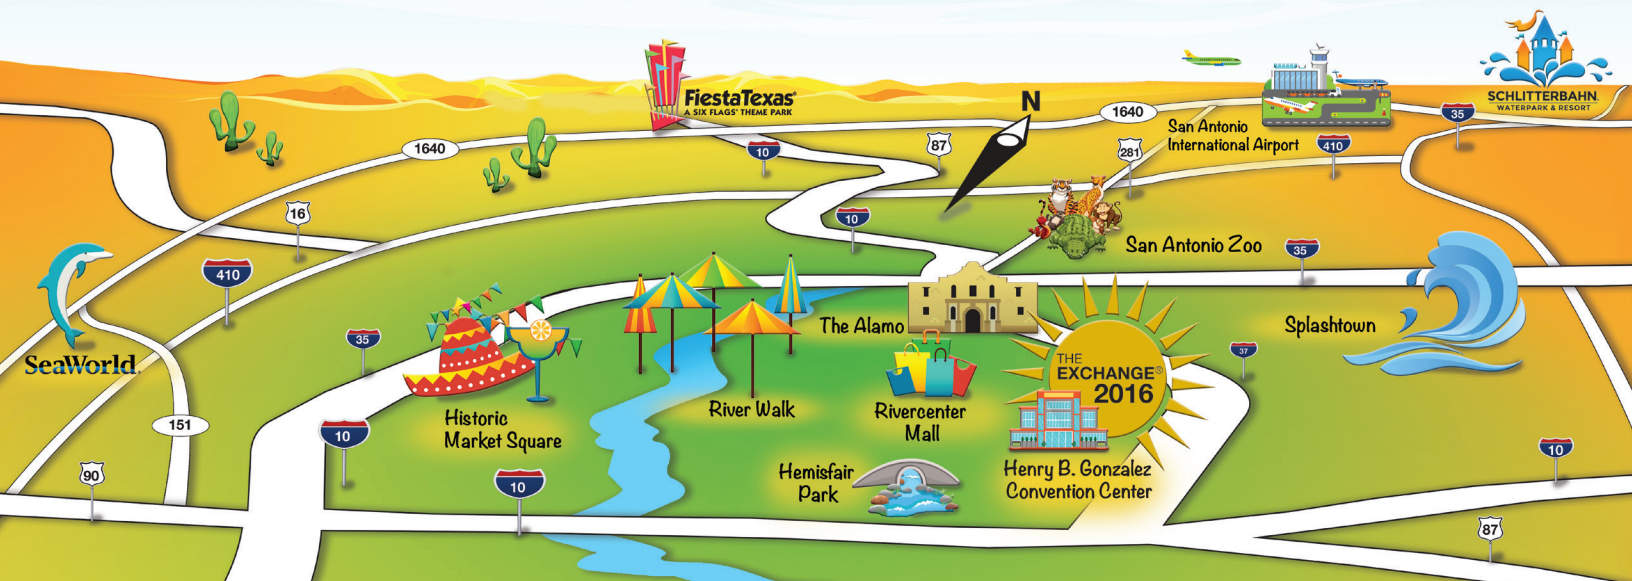 SCHLITTERBAHN
WATERPARK & RESORT
FiestaTexas®
A SIX FLAGS® THEME PARK
N
1640
35
San Antonio
International Airport
410
87
281
10
1640
16
10
San Antonio Zoo
35
410
SeaWorld®
35
The Alamo
Splashtown
37
THE
EXCHANGE®
2016
River Walk
Rivercenter
Mall
Historic
Market Square
151
10
10
90
10
Hemisfair
Park
Henry B. Gonzalez
Convention Center
87